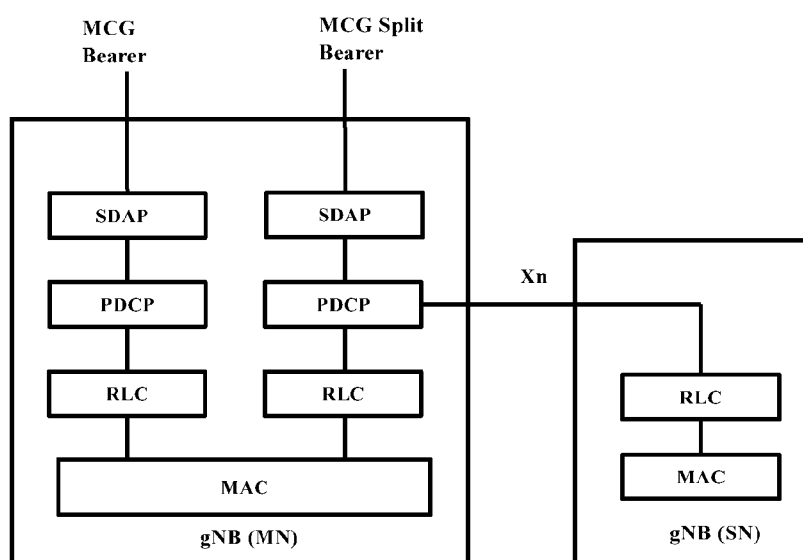 MCG
Bearer
MCG Split
Bearer
SDAP
SDAP
Xn
PDCP
PDCP
RLC
RLC
RLC
MAC
MAC
gNB (MN)
gNB (SN)